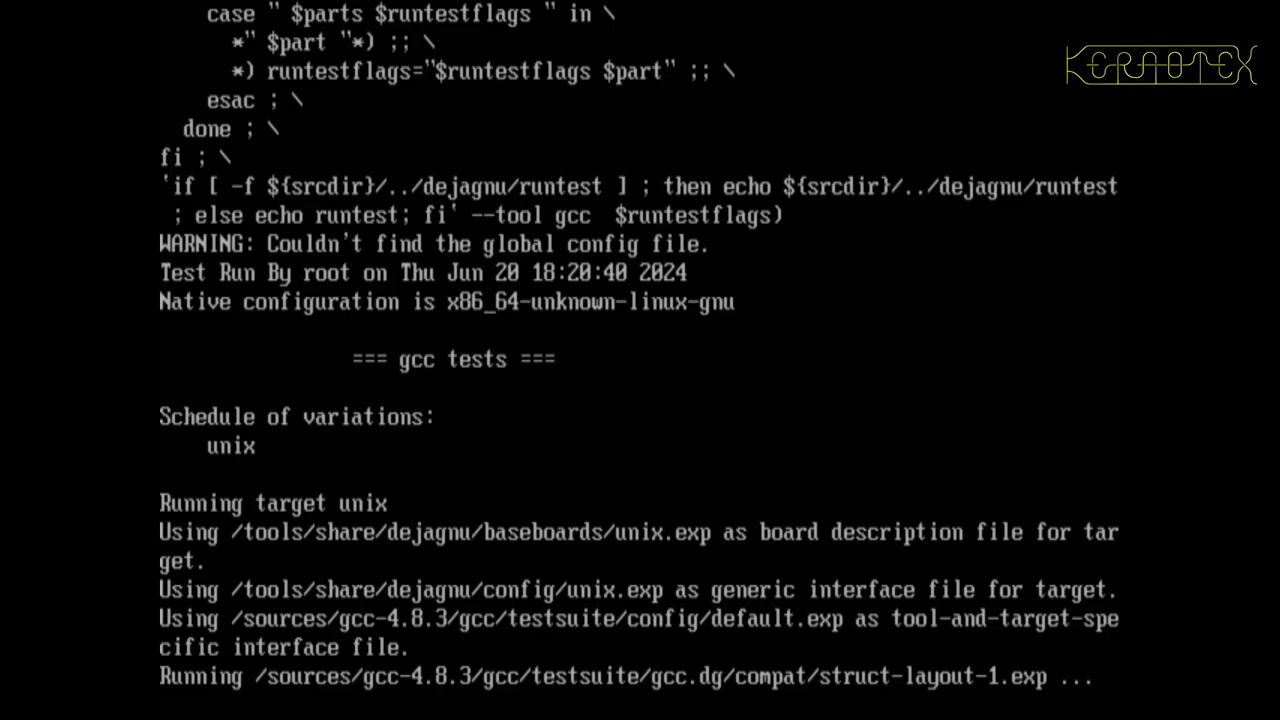 case " $parts $runtestflags " in \
*" $part "*) ;; \
*) runtestflags="$runtestflags $part" ;; \
esac ; \
done ; \
fi ; \
`if [ -f ${srcdir}/../dejagnu/runtest ] ; then echo ${srcdir}/../dejagnu/runtest
; else echo runtest; fi` --tool gcc  $runtestflags)
WARNING: Couldn't find the global config file.
Test Run By root on Thu Jun 20 18:20:40 2024
Native configuration is x86_64-unknown-linux-gnu
=== gcc tests ===
Schedule of variations:
unix
Running target unix
Using /tools/share/dejagnu/baseboards/unix.exp as board description file for tar
get.
Using /tools/share/dejagnu/config/unix.exp as generic interface file for target.
Using /sources/gcc-4.8.3/gcc/testsuite/config/default.exp as tool-and-target-spe
cific interface file.
Running /sources/gcc-4.8.3/gcc/testsuite/gcc.dg/compat/struct-layout-1.exp ...